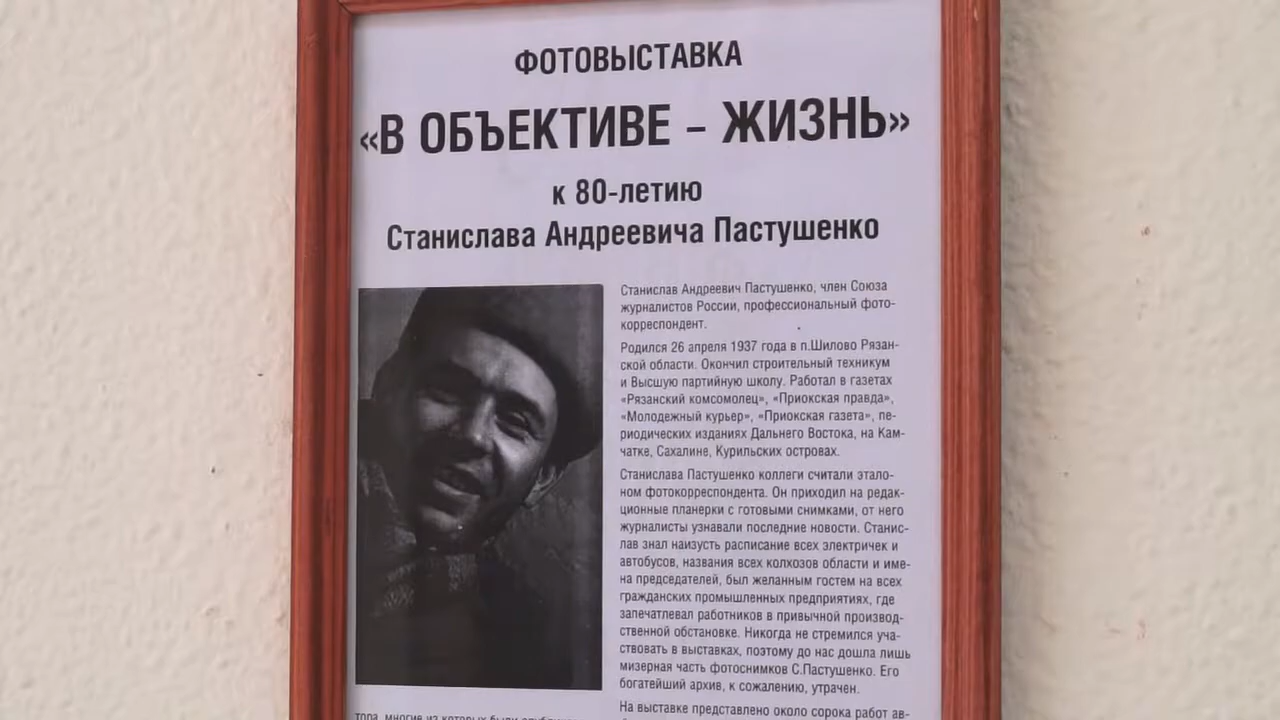 ФОТОВЫСТАВКА
«В ОБЪЕКТИВЕ – ЖИЗНЬ»
к 80-летию
Станислава Андреевича Пастушенко
Станислав Андреевич Пастушенко, член Союза
журналистов России, профессиональный фото-
корреспондент.
Родился 26 апреля 1937 года в п.Шилово Рязан-
ской области. Окончил строительный техникум
и Высшую партийную школу. Работал в газетах
«Рязанский комсомолец», «Приокская правда»,
«Молодежный курьер», «Приокская газета», пе-
риодических изданиях Дальнего Востока, на Кам-
чатке, Сахалине, Курильских островах.
Станислава Пастушенко коллеги считали этало-
ном фотокорреспондента. Он приходил на редак-
ционные планерки с готовыми снимками, от него
журналисты узнавали последние новости. Станис-
лав знал наизусть расписание всех электричек и
автобусов, названия всех колхозов области и име-
на председателей, был желанным гостем на всех
гражданских промышленных предприятиях, где
запечатлевал работников в привычной производ-
ственной обстановке. Никогда не стремился уча-
ствовать в выставках, поэтому до нас дошла лишь
мизерная часть фотоснимков С.Пастушенко. Его
богатейший архив, к сожалению, утрачен.
На выставке представлено около сорока работ ав-
тора, многие из которых были